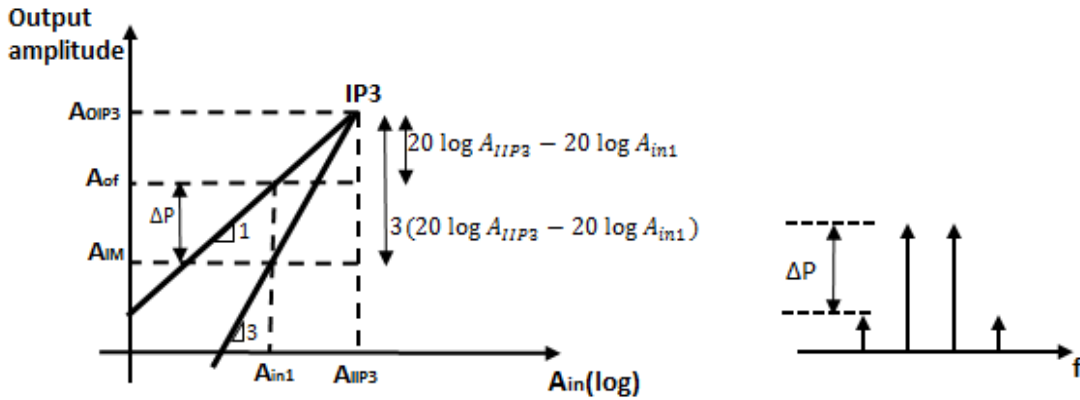 Output
amplitude
IP3
AOIP3
20 log AIIP3 − 20 log Ain1
Aof
ΔP
1
3(20 log AIIP3 − 20 log Ain1)
AIM
3
Ain1
AIIP3
Ain(log)
ΔP
f